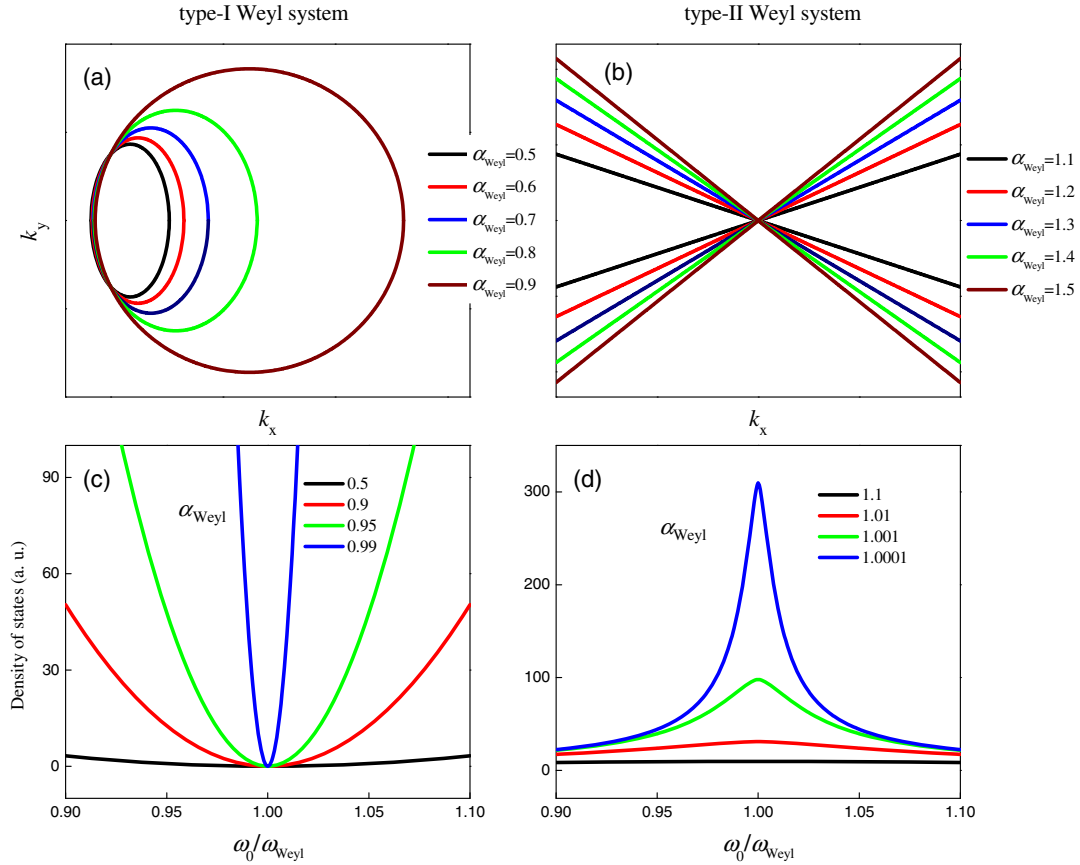 type-I Weyl system
type-II Weyl system
(a)
α_Weyl=0.5
α_Weyl=0.6
α_Weyl=0.7
α_Weyl=0.8
α_Weyl=0.9
k_y
k_x
(b)
α_Weyl=1.1
α_Weyl=1.2
α_Weyl=1.3
α_Weyl=1.4
α_Weyl=1.5
k_x
(c)
α_Weyl
0.5
0.9
0.95
0.99
Density of states (a. u.)
90
60
30
0
0.90 0.95 1.00 1.05 1.10
ω_0/ω_Weyl
(d)
α_Weyl
1.1
1.01
1.001
1.0001
300
200
100
0
0.90 0.95 1.00 1.05 1.10
ω_0/ω_Weyl